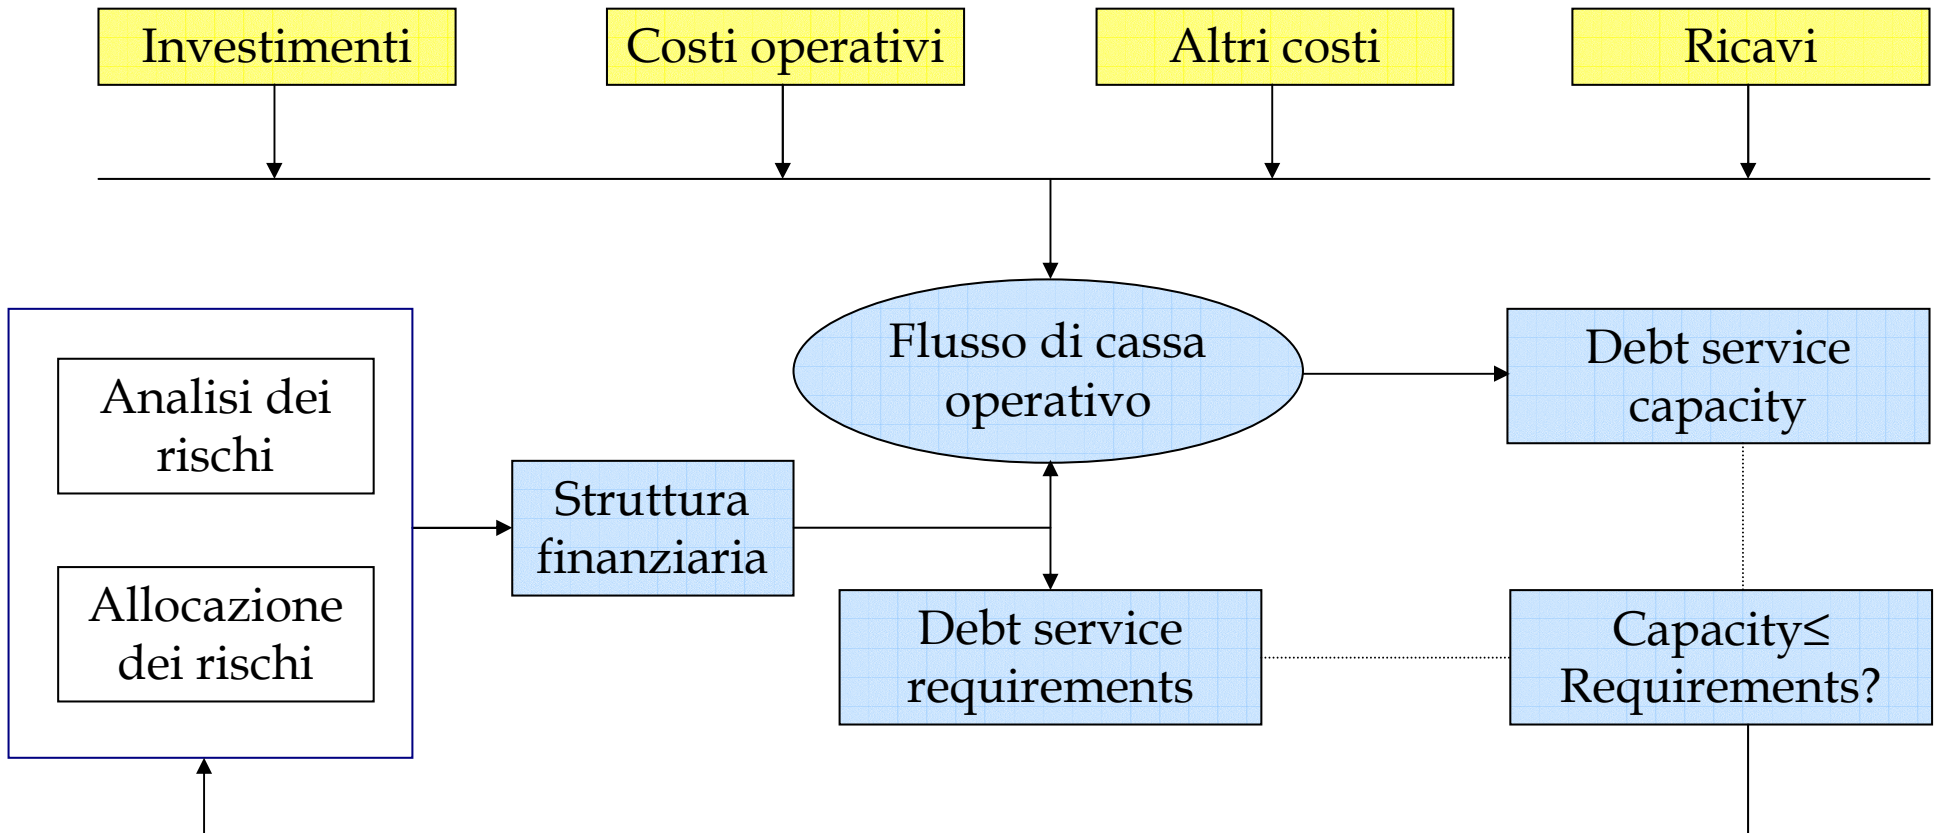 Investimenti
Costi operativi
Altri costi
Ricavi
Flusso di cassa
operativo
Debt service
capacity
Analisi dei
rischi
Struttura
finanziaria
Allocazione
dei rischi
Debt service
requirements
Capacity≤
Requirements?